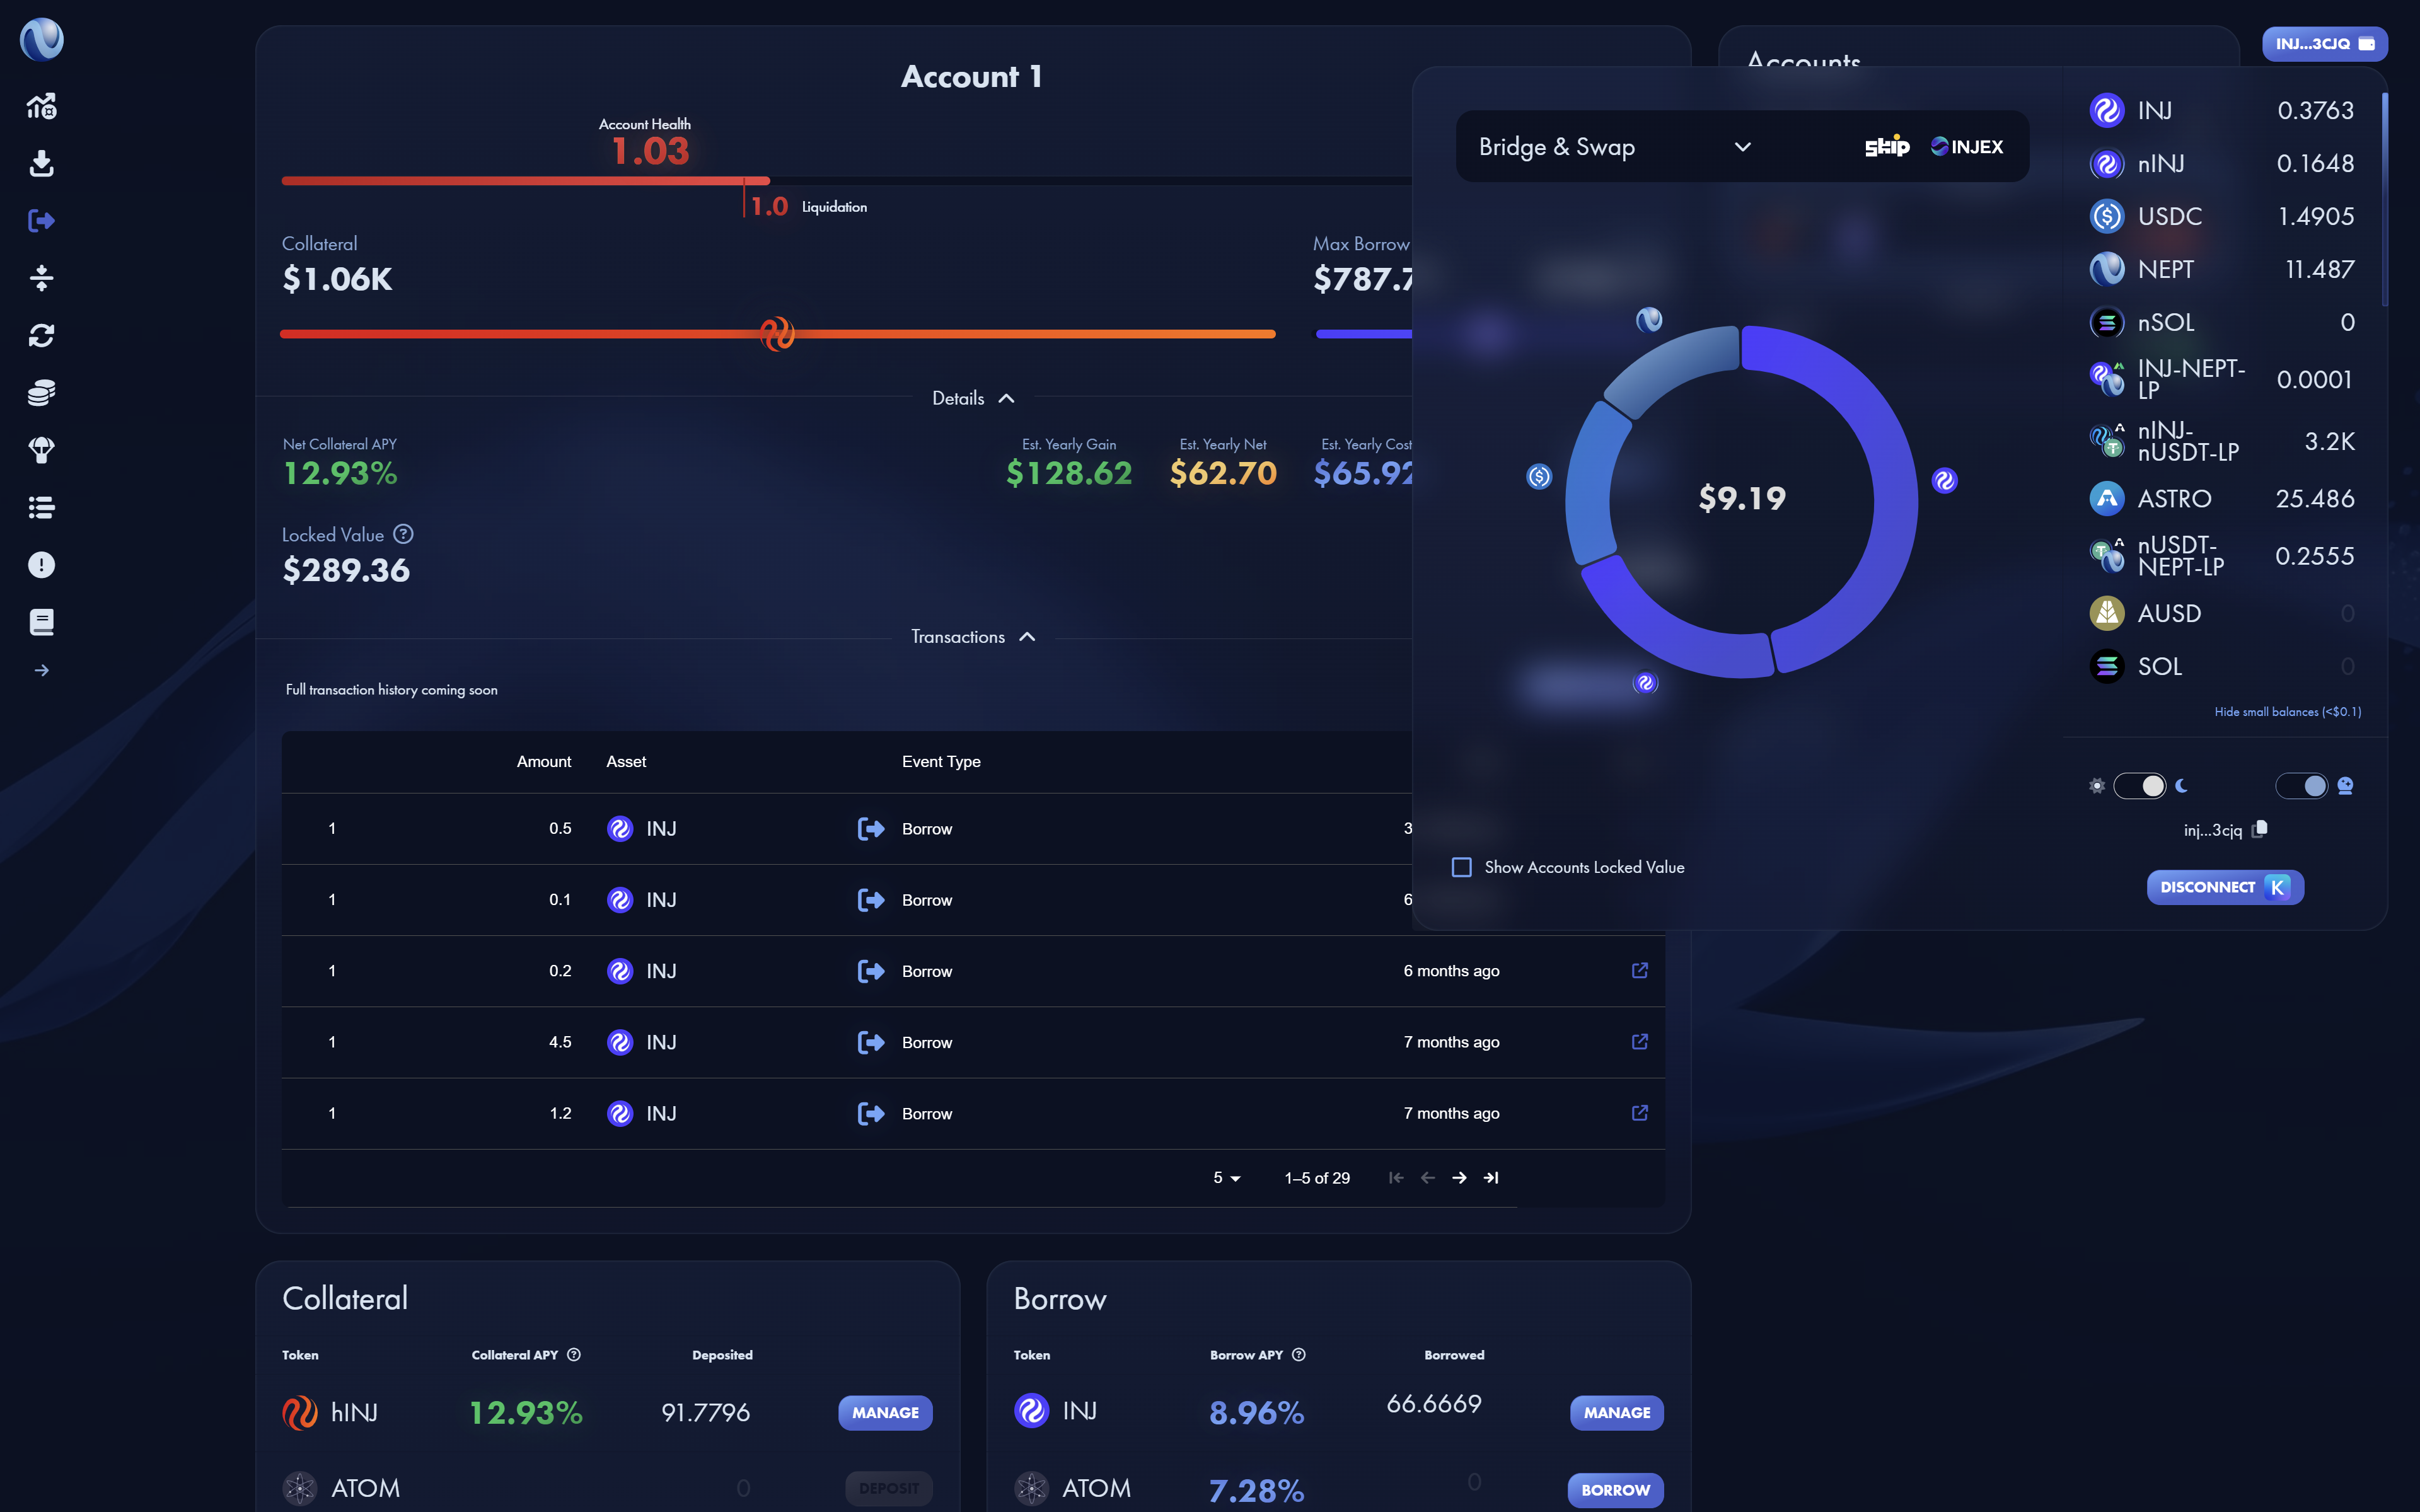 Account 1
Account Health
1.03
1.0 Liquidation
Collateral
$1.06K
Max Borrow
$787.7
Details
Net Collateral APY
12.93%
Est. Yearly Gain
$128.62
Est. Yearly Net
$62.70
Est. Yearly Cost
$65.92
Locked Value ?
$289.36
Transactions
Full transaction history coming soon
Amount Asset Event Type
1 0.5 INJ Borrow 3
1 0.1 INJ Borrow 6
1 0.2 INJ Borrow 6 months ago
1 4.5 INJ Borrow 7 months ago
1 1.2 INJ Borrow 7 months ago
5 1–5 of 29
Collateral
Token Collateral APY ? Deposited
hINJ 12.93% 91.7796 MANAGE
ATOM 0 DEPOSIT
Borrow
Token Borrow APY ? Borrowed
INJ 8.96% 66.6669 MANAGE
ATOM 7.28% 0 BORROW
Accounts
INJ...3CJQ
Bridge & Swap
skip INJEX
$9.19
Show Accounts Locked Value
INJ 0.3763
nINJ 0.1648
USDC 1.4905
NEPT 11.487
nSOL 0
INJ-NEPT-
LP 0.0001
nINJ-
nUSDT-LP 3.2K
ASTRO 25.486
nUSDT-
NEPT-LP 0.2555
AUSD 0
SOL 0
Hide small balances (<$0.1)
inj...3cjq
DISCONNECT K